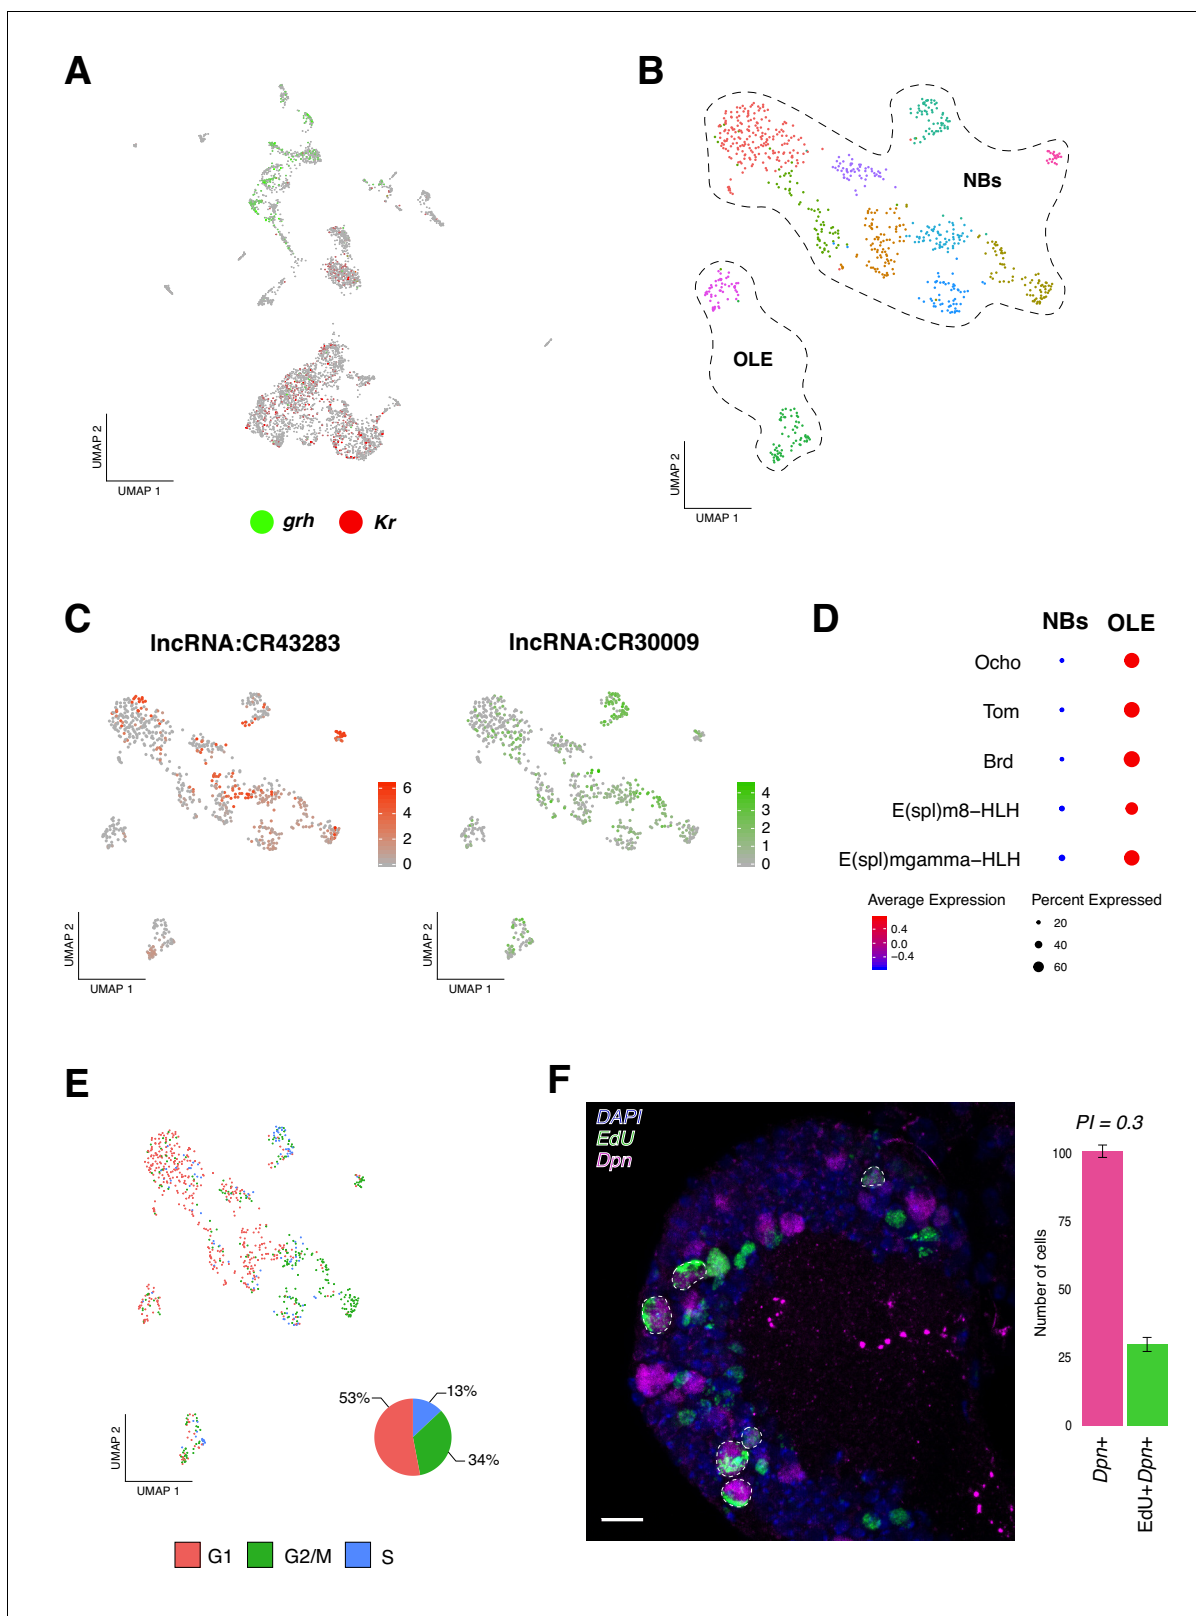 A
UMAP 2
UMAP 1
grh Kr
B
NBs
OLE
UMAP 2
UMAP 1
C
lncRNA:CR43283
6
4
2
0
UMAP 2
UMAP 1
lncRNA:CR30009
4
3
2
1
0
UMAP 2
UMAP 1
D
NBs OLE
Ocho
Tom
Brd
E(spl)m8−HLH
E(spl)mgamma−HLH
Average Expression
0.4
0.0
−0.4
Percent Expressed
20
40
60
E
53%
13%
34%
UMAP 2
UMAP 1
G1 G2/M S
F
DAPI
EdU
Dpn
PI = 0.3
Number of cells
100
75
50
25
0
Dpn+
EdU+Dpn+